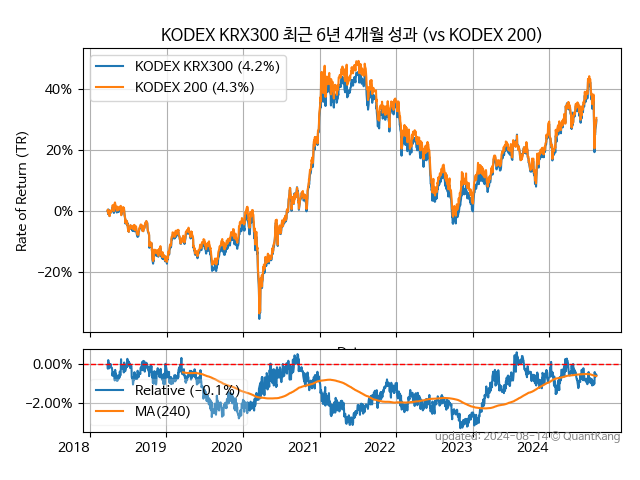 KODEX KRX300 최근 6년 4개월 성과 (vs KODEX 200)
KODEX KRX300 (4.2%)
KODEX 200 (4.3%)
Rate of Return (TR)
40%
20%
0%
−20%
0.00%
−2.00%
Relative (−0.1%)
MA(240)
2018 2019 2020 2021 2022 2023 2024
updated: 2024-08-14 © QuantKang